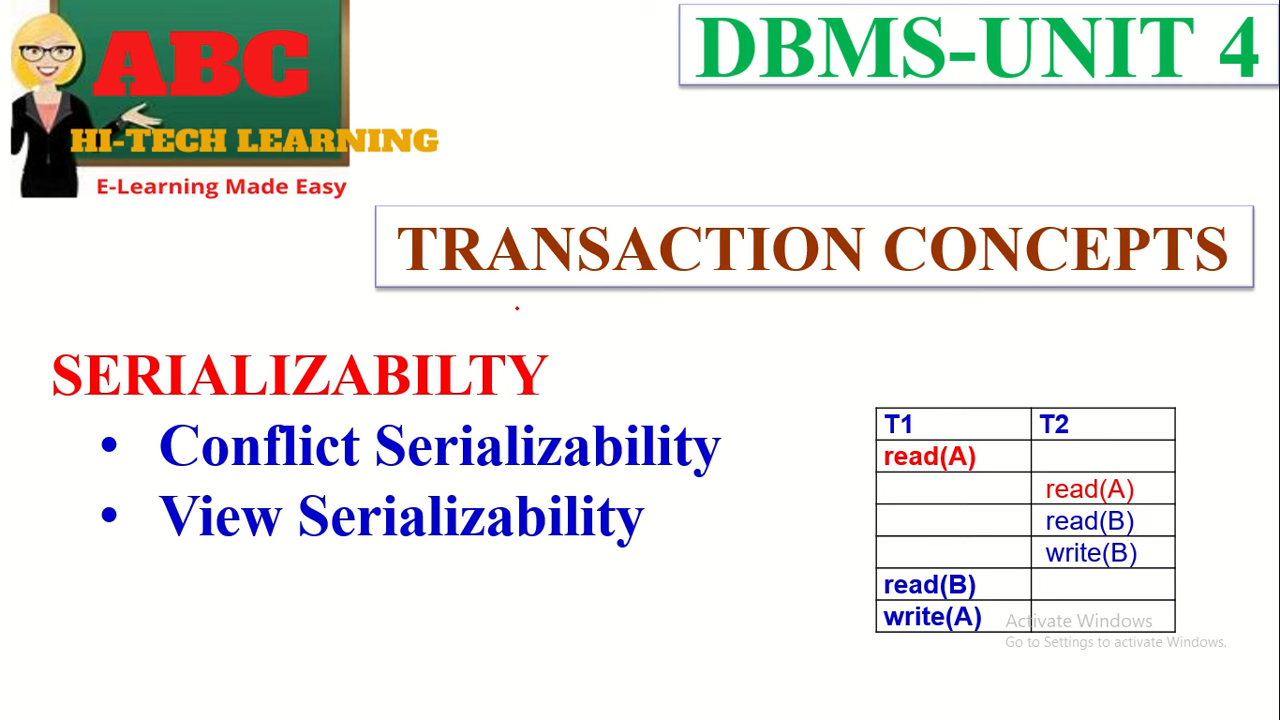 ABC
HI-TECH LEARNING
E-Learning Made Easy
DBMS-UNIT 4
TRANSACTION CONCEPTS
SERIALIZABILTY
• Conflict Serializability
• View Serializability
T1 T2
read(A)
read(A)
read(B)
write(B)
read(B)
write(A)
Activate Windows
Go to Settings to activate Windows.